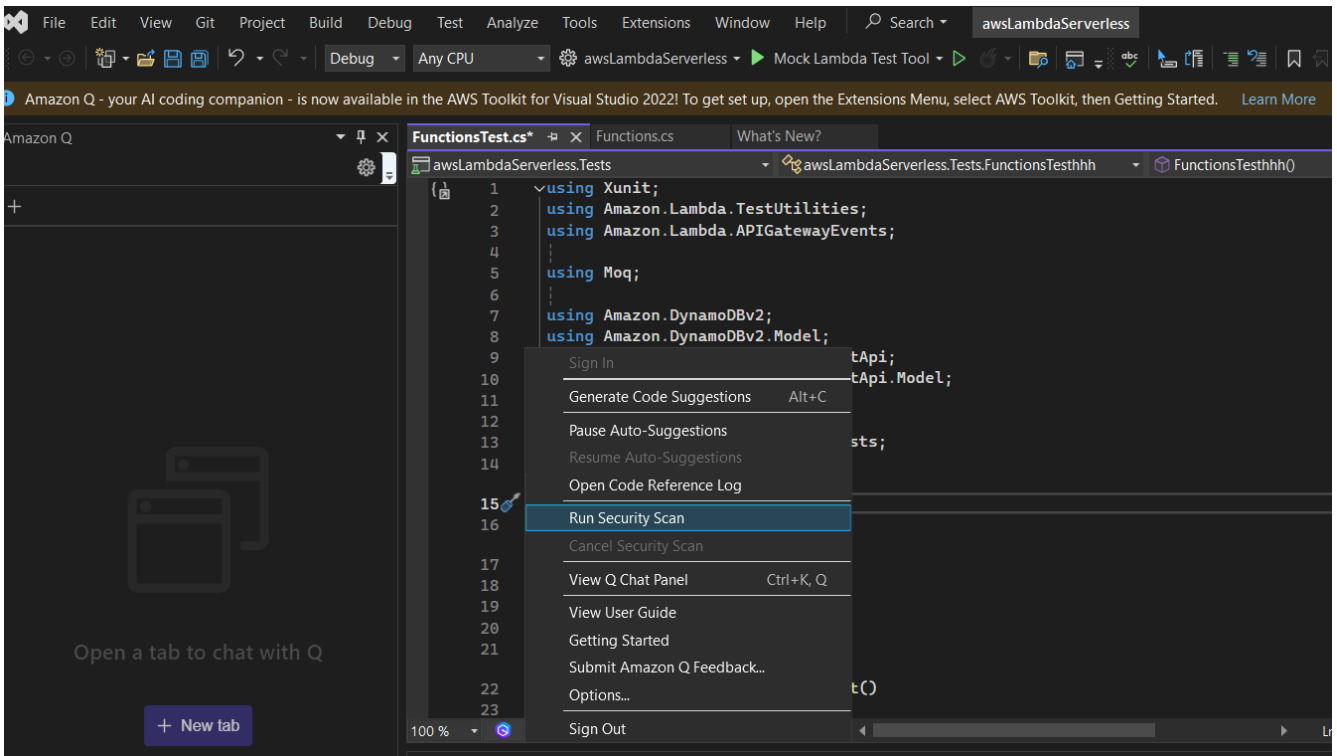 File Edit View Git Project Build Debug Test Analyze Tools Extensions Window Help Search awsLambdaServerless
Debug Any CPU awsLambdaServerless Mock Lambda Test Tool abc
Amazon Q - your AI coding companion - is now available in the AWS Toolkit for Visual Studio 2022! To get set up, open the Extensions Menu, select AWS Toolkit, then Getting Started. Learn More
Amazon Q
FunctionsTest.cs* Functions.cs What's New?
awsLambdaServerless.Tests awsLambdaServerless.Tests.FunctionsTesthhh FunctionsTesthhh()
1 using Xunit;
2 using Amazon.Lambda.TestUtilities;
3 using Amazon.Lambda.APIGatewayEvents;
4
5 using Moq;
6
7 using Amazon.DynamoDBv2;
8 using Amazon.DynamoDBv2.Model;
9 tApi;
10 tApi.Model;
11
12
13 sts;
14
15
16
17
18
19
20
21
22 t()
23
Sign In
Generate Code Suggestions Alt+C
Pause Auto-Suggestions
Resume Auto-Suggestions
Open Code Reference Log
Run Security Scan
Cancel Security Scan
View Q Chat Panel Ctrl+K, Q
View User Guide
Getting Started
Submit Amazon Q Feedback...
Options...
Sign Out
Open a tab to chat with Q
+ New tab
100 %